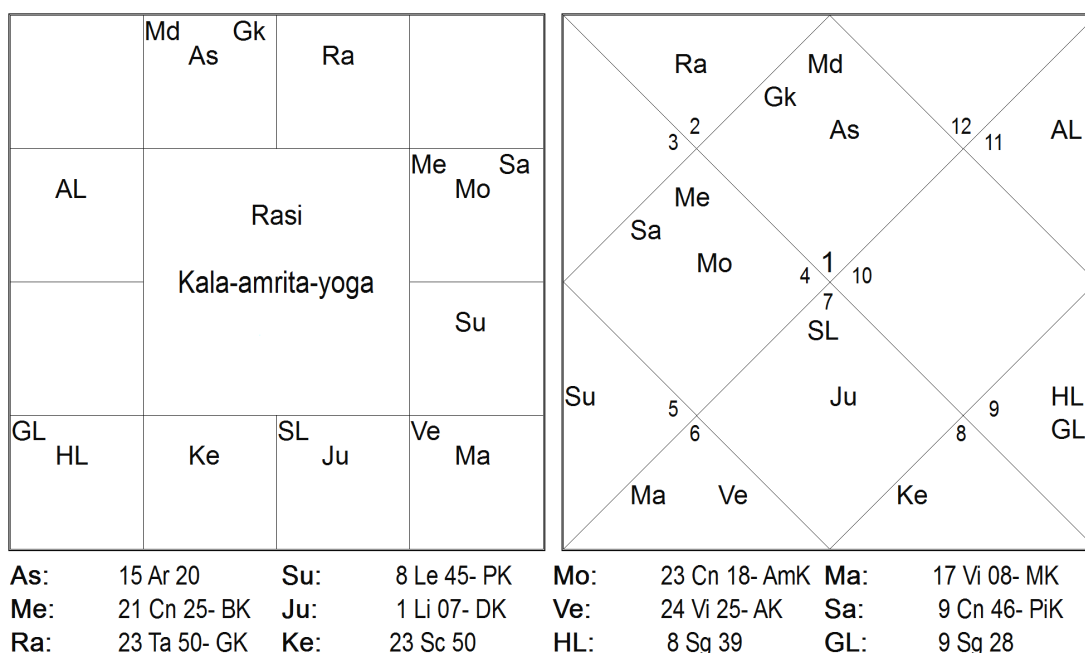 Md Gk
As
Ra
AL
Me Sa
Mo
Rasi
Kala-amrita-yoga
Su
GL
HL
Ke
SL
Ju
Ve
Ma
Ra
Md
Gk
As
AL
2
3
12
11
Me
Sa
Mo
4
1
10
7
SL
Su
Ju
HL
GL
5
6
9
8
Ma Ve
Ke
As: 15 Ar 20 Su: 8 Le 45- PK Mo: 23 Cn 18- AmK Ma: 17 Vi 08- MK
Me: 21 Cn 25- BK Ju: 1 Li 07- DK Ve: 24 Vi 25- AK Sa: 9 Cn 46- PiK
Ra: 23 Ta 50- GK Ke: 23 Sc 50 HL: 8 Sg 39 GL: 9 Sg 28